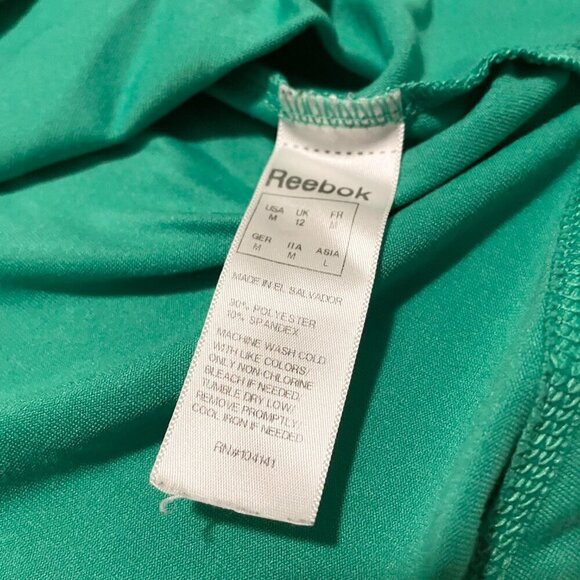 Reebok
USA UK FR
M 12 M
GER ITA ASIA
M M L
MADE IN EL SALVADOR
90% POLYESTER
10% SPANDEX
MACHINE WASH COLD
WITH LIKE COLORS/
ONLY NON-CHLORINE
BLEACH IF NEEDED/
TUMBLE DRY LOW/
REMOVE PROMPTLY
COOL IRON IF NEEDED
RN#104141